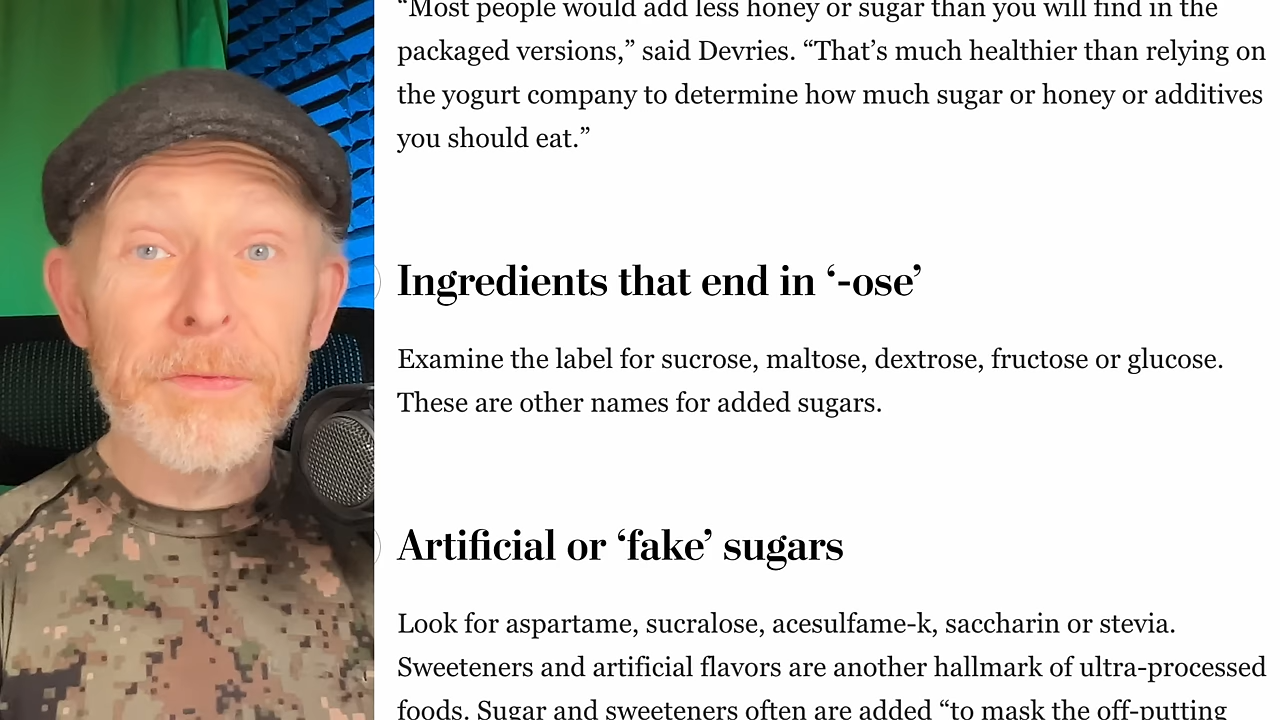 “Most people would add less honey or sugar than you will find in the
packaged versions,” said Devries. “That’s much healthier than relying on
the yogurt company to determine how much sugar or honey or additives
you should eat.”
Ingredients that end in ‘-ose’
Examine the label for sucrose, maltose, dextrose, fructose or glucose.
These are other names for added sugars.
Artificial or ‘fake’ sugars
Look for aspartame, sucralose, acesulfame-k, saccharin or stevia.
Sweeteners and artificial flavors are another hallmark of ultra-processed
foods. Sugar and sweeteners often are added “to mask the off-putting